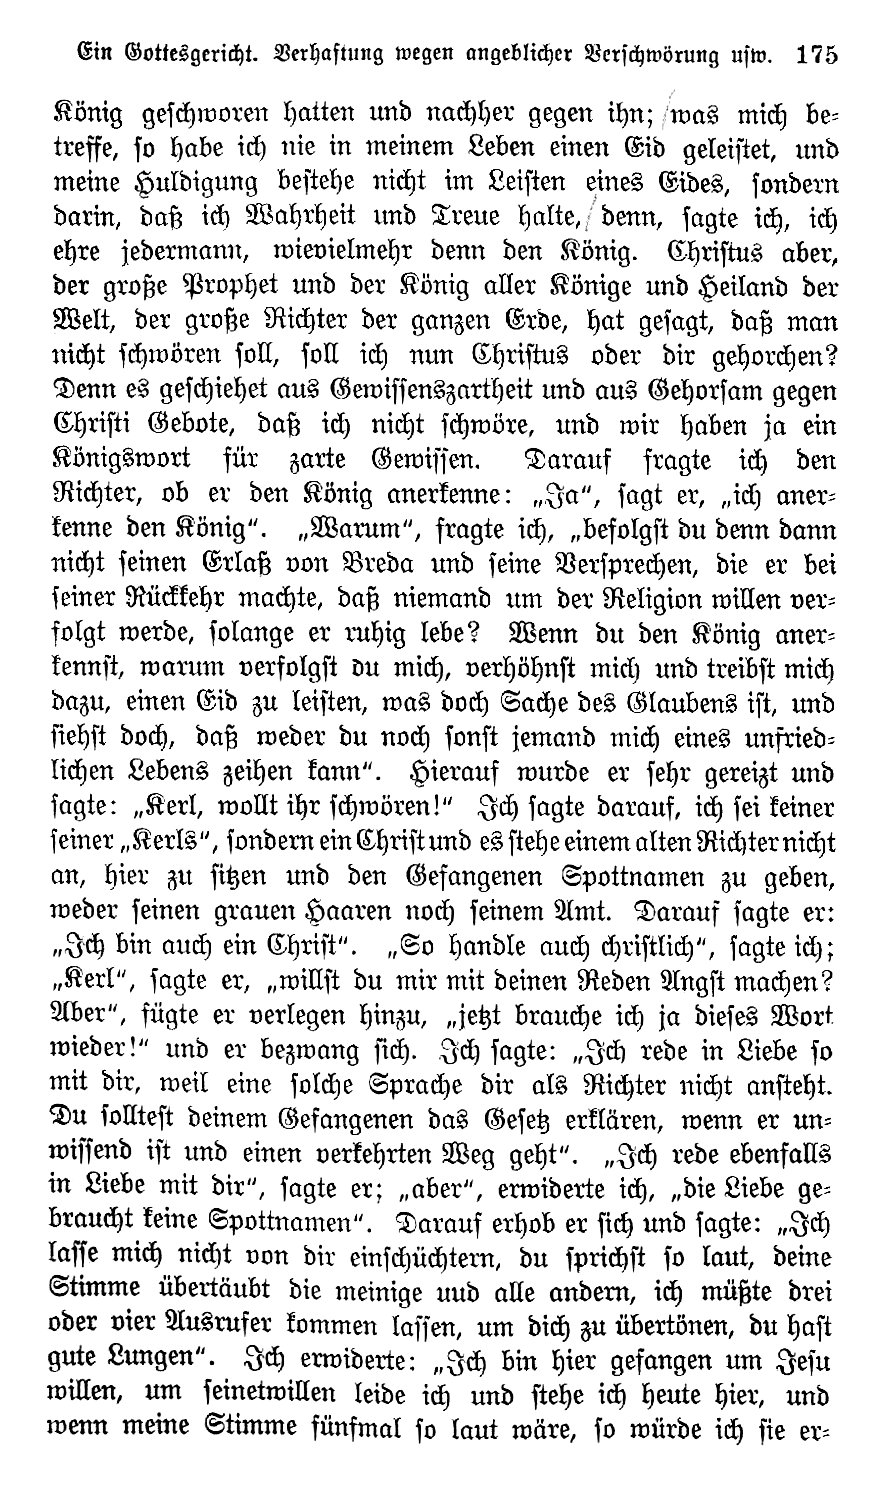 Ein Gottesgericht. Verhaftung wegen angeblicher Verschwörung usw. 175
König geschworen hatten und nachher gegen ihn; was mich be-
treffe, so habe ich nie in meinem Leben einen Eid geleistet, und
meine Huldigung bestehe nicht im Leisten eines Eides, sondern
darin, daß ich Wahrheit und Treue halte, denn, sagte ich, ich
ehre jedermann, wievielmehr denn den König. Christus aber,
der große Prophet und der König aller Könige und Heiland der
Welt, der große Richter der ganzen Erde, hat gesagt, daß man
nicht schwören soll, soll ich nun Christus oder dir gehorchen?
Denn es geschiehet aus Gewissenszartheit und aus Gehorsam gegen
Christi Gebote, daß ich nicht schwöre, und wir haben ja ein
Königswort für zarte Gewissen. Darauf fragte ich den
Richter, ob er den König anerkenne: „Ja“, sagt er, „ich aner-
kenne den König“. „Warum“, fragte ich, „befolgst du denn dann
nicht seinen Erlaß von Breda und seine Versprechen, die er bei
seiner Rückkehr machte, daß niemand um der Religion willen ver-
folgt werde, solange er ruhig lebe? Wenn du den König aner-
kennst, warum verfolgst du mich, verhöhnst mich und treibst mich
dazu, einen Eid zu leisten, was doch Sache des Glaubens ist, und
siehst doch, daß weder du noch sonst jemand mich eines unfried-
lichen Lebens zeihen kann“. Hierauf wurde er sehr gereizt und
sagte: „Kerl, wollt ihr schwören!“ Ich sagte darauf, ich sei keiner
seiner „Kerls“, sondern ein Christ und es stehe einem alten Richter nicht
an, hier zu sitzen und den Gefangenen Spottnamen zu geben,
weder seinen grauen Haaren noch seinem Amt. Darauf sagte er:
„Ich bin auch ein Christ“. „So handle auch christlich“, sagte ich;
„Kerl“, sagte er, „willst du mir mit deinen Reden Angst machen?
Aber“, fügte er verlegen hinzu, „jetzt brauche ich ja dieses Wort
wieder!“ und er bezwang sich. Ich sagte: „Ich rede in Liebe so
mit dir, weil eine solche Sprache dir als Richter nicht ansteht.
Du solltest deinem Gefangenen das Gesetz erklären, wenn er un-
wissend ist und einen verkehrten Weg geht“. „Ich rede ebenfalls
in Liebe mit dir“, sagte er; „aber“, erwiderte ich, „die Liebe ge-
braucht keine Spottnamen“. Darauf erhob er sich und sagte: „Ich
lasse mich nicht von dir einschüchtern, du sprichst so laut, deine
Stimme übertäubt die meinige uud alle andern, ich müßte drei
oder vier Ausrufer kommen lassen, um dich zu übertönen, du hast
gute Lungen“. Ich erwiderte: „Ich bin hier gefangen um Jesu
willen, um seinetwillen leide ich und stehe ich heute hier, und
wenn meine Stimme fünfmal so laut wäre, so würde ich sie er-